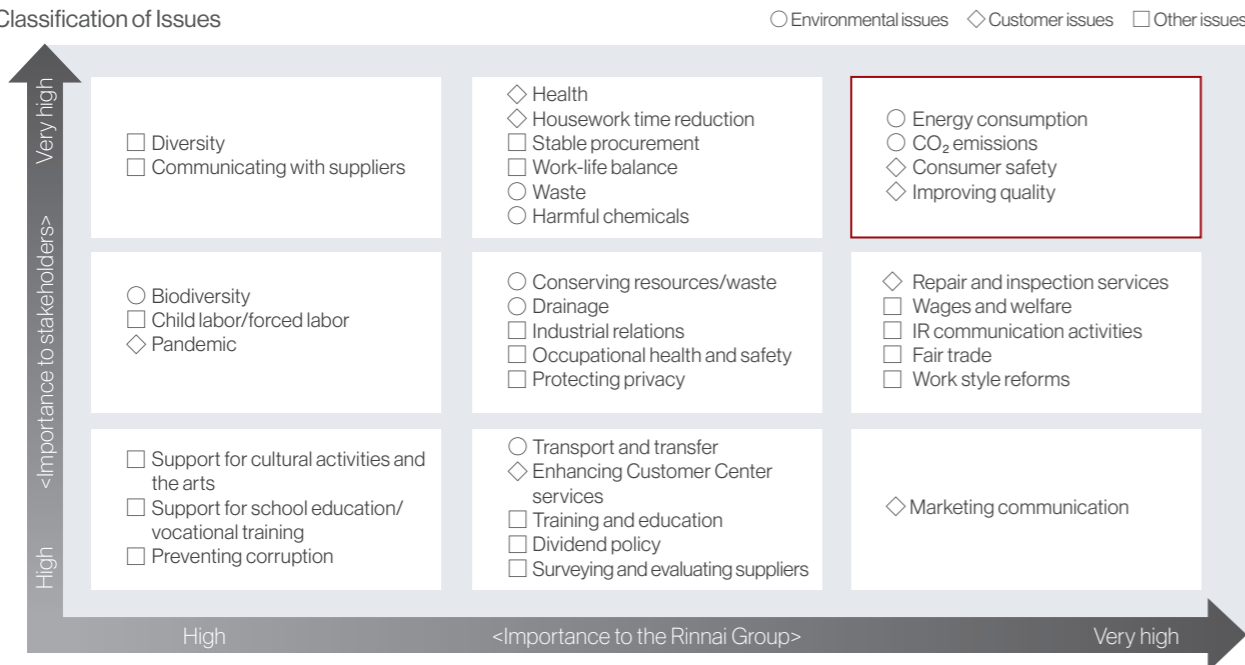 Classification of Issues
○ Environmental issues ◇ Customer issues □ Other issues
Very high
<Importance to stakeholders>
High
□ Diversity
□ Communicating with suppliers
◇ Health
◇ Housework time reduction
□ Stable procurement
□ Work-life balance
○ Waste
○ Harmful chemicals
○ Energy consumption
○ CO₂ emissions
◇ Consumer safety
◇ Improving quality
○ Biodiversity
□ Child labor/forced labor
◇ Pandemic
○ Conserving resources/waste
○ Drainage
□ Industrial relations
□ Occupational health and safety
□ Protecting privacy
◇ Repair and inspection services
□ Wages and welfare
□ IR communication activities
□ Fair trade
□ Work style reforms
□ Support for cultural activities and
the arts
□ Support for school education/
vocational training
□ Preventing corruption
○ Transport and transfer
◇ Enhancing Customer Center
services
□ Training and education
□ Dividend policy
□ Surveying and evaluating suppliers
◇ Marketing communication
High
<Importance to the Rinnai Group>
Very high